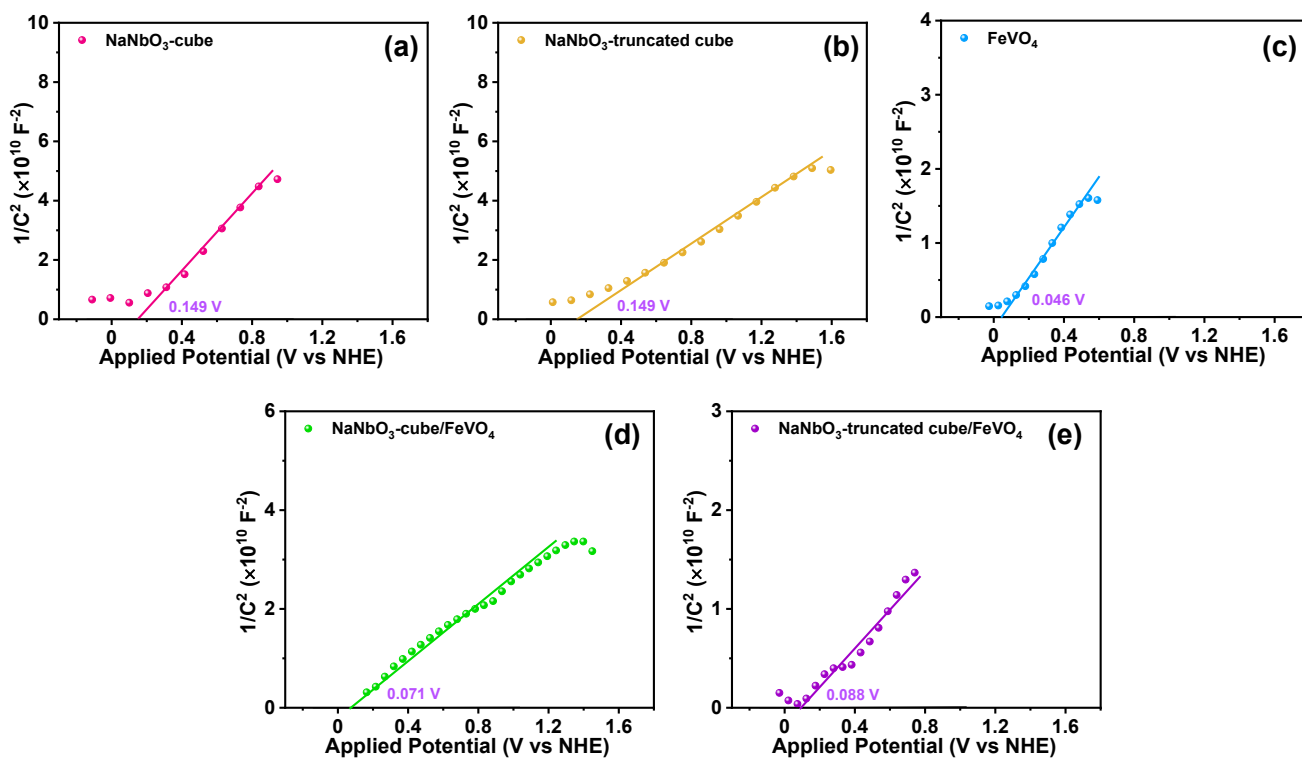 NaNbO₃-cube
(a)
10
8
6
4
2
0
1/C² (×10¹⁰ F⁻²)
0.149 V
0
0.4
0.8
1.2
1.6
Applied Potential (V vs NHE)
NaNbO₃-truncated cube
(b)
10
8
6
4
2
0
1/C² (×10¹⁰ F⁻²)
0.149 V
0
0.4
0.8
1.2
1.6
Applied Potential (V vs NHE)
FeVO₄
(c)
4
3
2
1
0
1/C² (×10¹⁰ F⁻²)
0.046 V
0
0.4
0.8
1.2
1.6
Applied Potential (V vs NHE)
NaNbO₃-cube/FeVO₄
(d)
6
4
2
0
1/C² (×10¹⁰ F⁻²)
0.071 V
0
0.4
0.8
1.2
1.6
Applied Potential (V vs NHE)
NaNbO₃-truncated cube/FeVO₄
(e)
3
2
1
0
1/C² (×10¹⁰ F⁻²)
0.088 V
0
0.4
0.8
1.2
1.6
Applied Potential (V vs NHE)